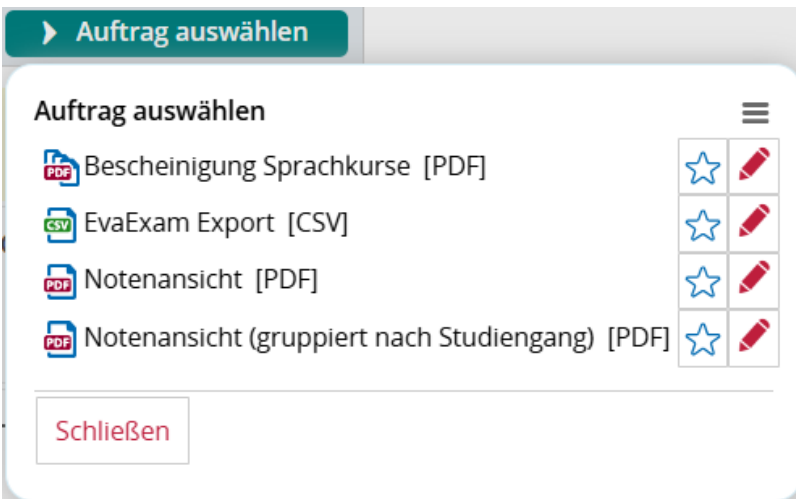 Auftrag auswählen
Auftrag auswählen
PDF Bescheinigung Sprachkurse [PDF]
CSV EvaExam Export [CSV]
PDF Notenansicht [PDF]
PDF Notenansicht (gruppiert nach Studiengang) [PDF]
Schließen